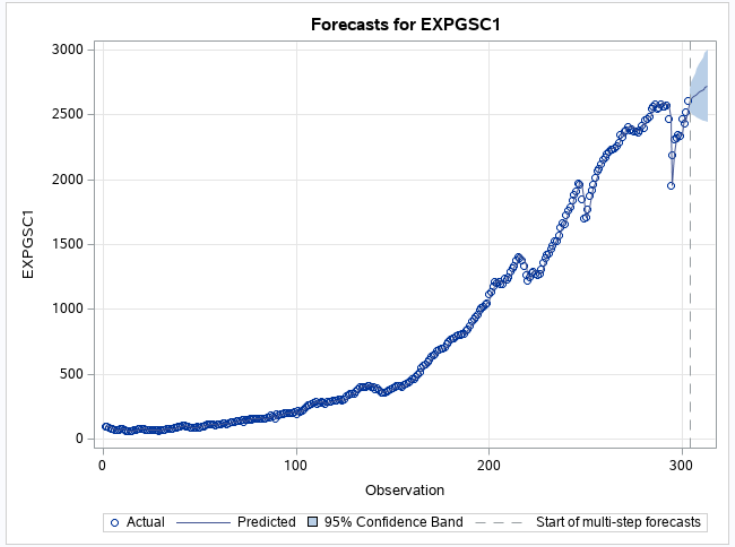 Forecasts for EXPGSC1
3000
2500
2000
1500
1000
500
0
EXPGSC1
0 100 200 300
Observation
Actual Predicted 95% Confidence Band Start of multi-step forecasts